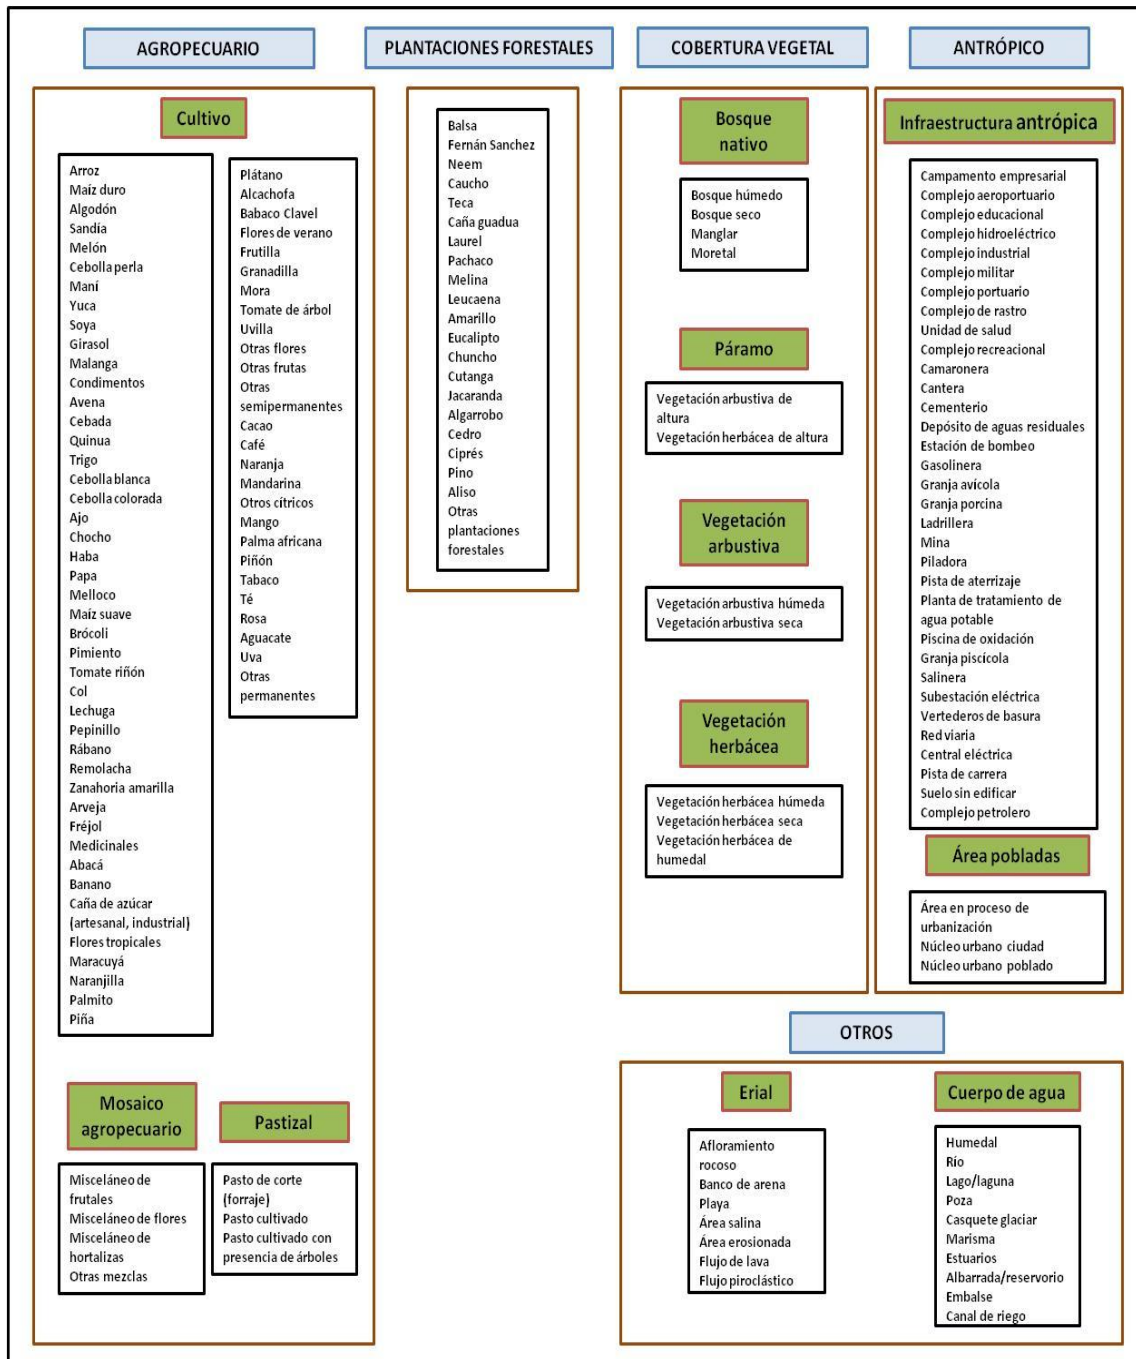 AGROPECUARIO
Cultivo
Arroz
Maíz duro
Algodón
Sandía
Melón
Cebolla perla
Maní
Yuca
Soya
Girasol
Malanga
Condimentos
Avena
Cebada
Quinua
Trigo
Cebolla blanca
Cebolla colorada
Ajo
Chocho
Haba
Papa
Melloco
Maíz suave
Brócoli
Pimiento
Tomate riñón
Col
Lechuga
Pepinillo
Rábano
Remolacha
Zanahoria amarilla
Arveja
Fréjol
Medicinales
Abacá
Banano
Caña de azúcar
(artesanal, industrial)
Flores tropicales
Maracuyá
Naranjilla
Palmito
Piña
Plátano
Alcachofa
Babaco Clavel
Flores de verano
Frutilla
Granadilla
Mora
Tomate de árbol
Uvilla
Otras flores
Otras frutas
Otras
semipermanentes
Cacao
Café
Naranja
Mandarina
Otros cítricos
Mango
Palma africana
Piñón
Tabaco
Té
Rosa
Aguacate
Uva
Otras
permanentes
Mosaico
agropecuario
Misceláneo de
frutales
Misceláneo de flores
Misceláneo de
hortalizas
Otras mezclas
Pastizal
Pasto de corte
(forraje)
Pasto cultivado
Pasto cultivado con
presencia de árboles
PLANTACIONES FORESTALES
Balsa
Fernán Sanchez
Neem
Caucho
Teca
Caña guadua
Laurel
Pachaco
Melina
Leucaena
Amarillo
Eucalipto
Chuncho
Cutanga
Jacaranda
Algarrobo
Cedro
Ciprés
Pino
Aliso
Otras
plantaciones
forestales
COBERTURA VEGETAL
Bosque
nativo
Bosque húmedo
Bosque seco
Manglar
Moretal
Páramo
Vegetación arbustiva de
altura
Vegetación herbácea de altura
Vegetación
arbustiva
Vegetación arbustiva húmeda
Vegetación arbustiva seca
Vegetación
herbácea
Vegetación herbácea húmeda
Vegetación herbácea seca
Vegetación herbácea de
humedal
ANTRÓPICO
Infraestructura antrópica
Campamento empresarial
Complejo aeroportuario
Complejo educacional
Complejo hidroeléctrico
Complejo industrial
Complejo militar
Complejo portuario
Complejo de rastro
Unidad de salud
Complejo recreacional
Camaronera
Cantera
Cementerio
Depósito de aguas residuales
Estación de bombeo
Gasolinera
Granja avícola
Granja porcina
Ladrillera
Mina
Piladora
Pista de aterrizaje
Planta de tratamiento de
agua potable
Piscina de oxidación
Granja piscícola
Salinera
Subestación eléctrica
Vertederos de basura
Red viaria
Central eléctrica
Pista de carrera
Suelo sin edificar
Complejo petrolero
Área pobladas
Área en proceso de
urbanización
Núcleo urbano ciudad
Núcleo urbano poblado
OTROS
Erial
Afloramiento
rocoso
Banco de arena
Playa
Área salina
Área erosionada
Flujo de lava
Flujo piroclástico
Cuerpo de agua
Humedal
Río
Lago/laguna
Poza
Casquete glaciar
Marisma
Estuarios
Albarrada/reservorio
Embalse
Canal de riego